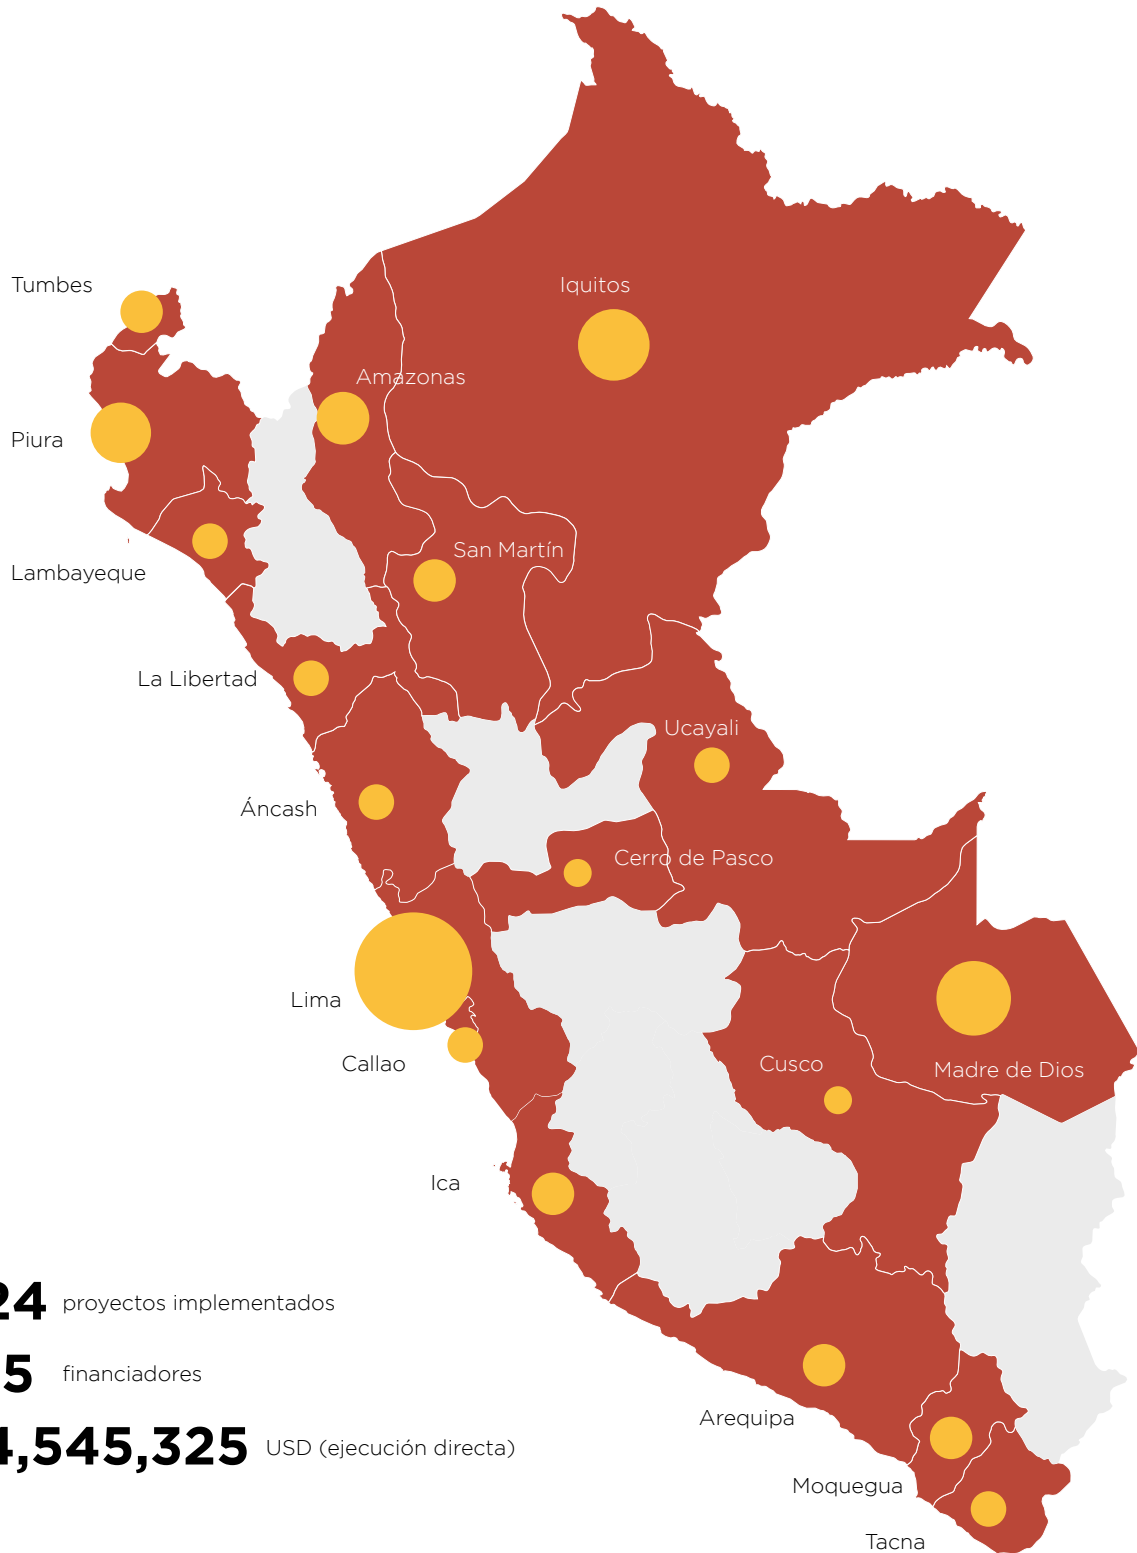 Tumbes
Iquitos
Amazonas
Piura
San Martín
Lambayeque
La Libertad
Ucayali
Áncash
Cerro de Pasco
Lima
Callao
Cusco
Madre de Dios
Ica
24 proyectos implementados
5 financiadores
4,545,325 USD (ejecución directa)
Arequipa
Moquegua
Tacna